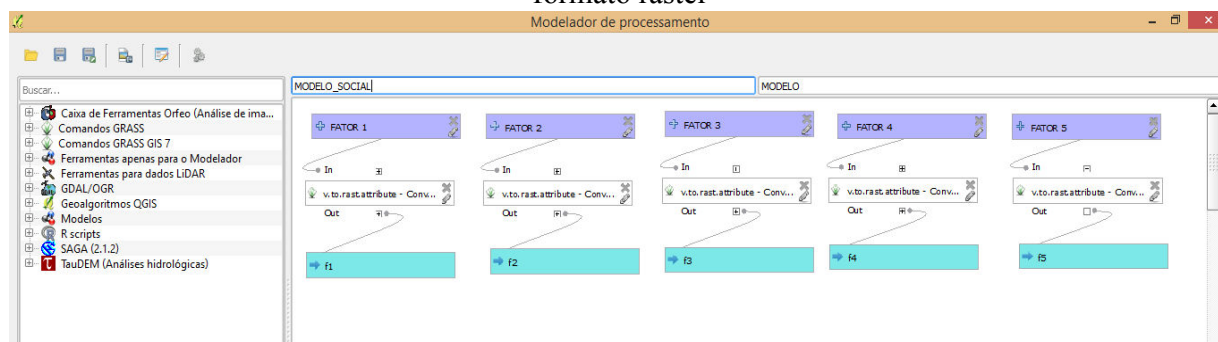 formato raster
Modelador de processamento
Buscar...
MODELO_SOCIAL
MODELO
Caixa de Ferramentas Orfeo (Análise de ima...
Comandos GRASS
Comandos GRASS GIS 7
Ferramentas apenas para o Modelador
Ferramentas para dados LiDAR
GDAL/OGR
Geoalgoritmos QGIS
Modelos
R scripts
SAGA (2.1.2)
TauDEM (Análises hidrológicas)
FATOR 1
FATOR 2
FATOR 3
FATOR 4
FATOR 5
In
In
In
In
In
v.to.rast.attribute - Conv...
v.to.rast.attribute - Conv...
v.to.rast.attribute - Conv...
v.to.rast.attribute - Conv...
v.to.rast.attribute - Conv...
Out
Out
Out
Out
Out
f1
f2
f3
f4
f5